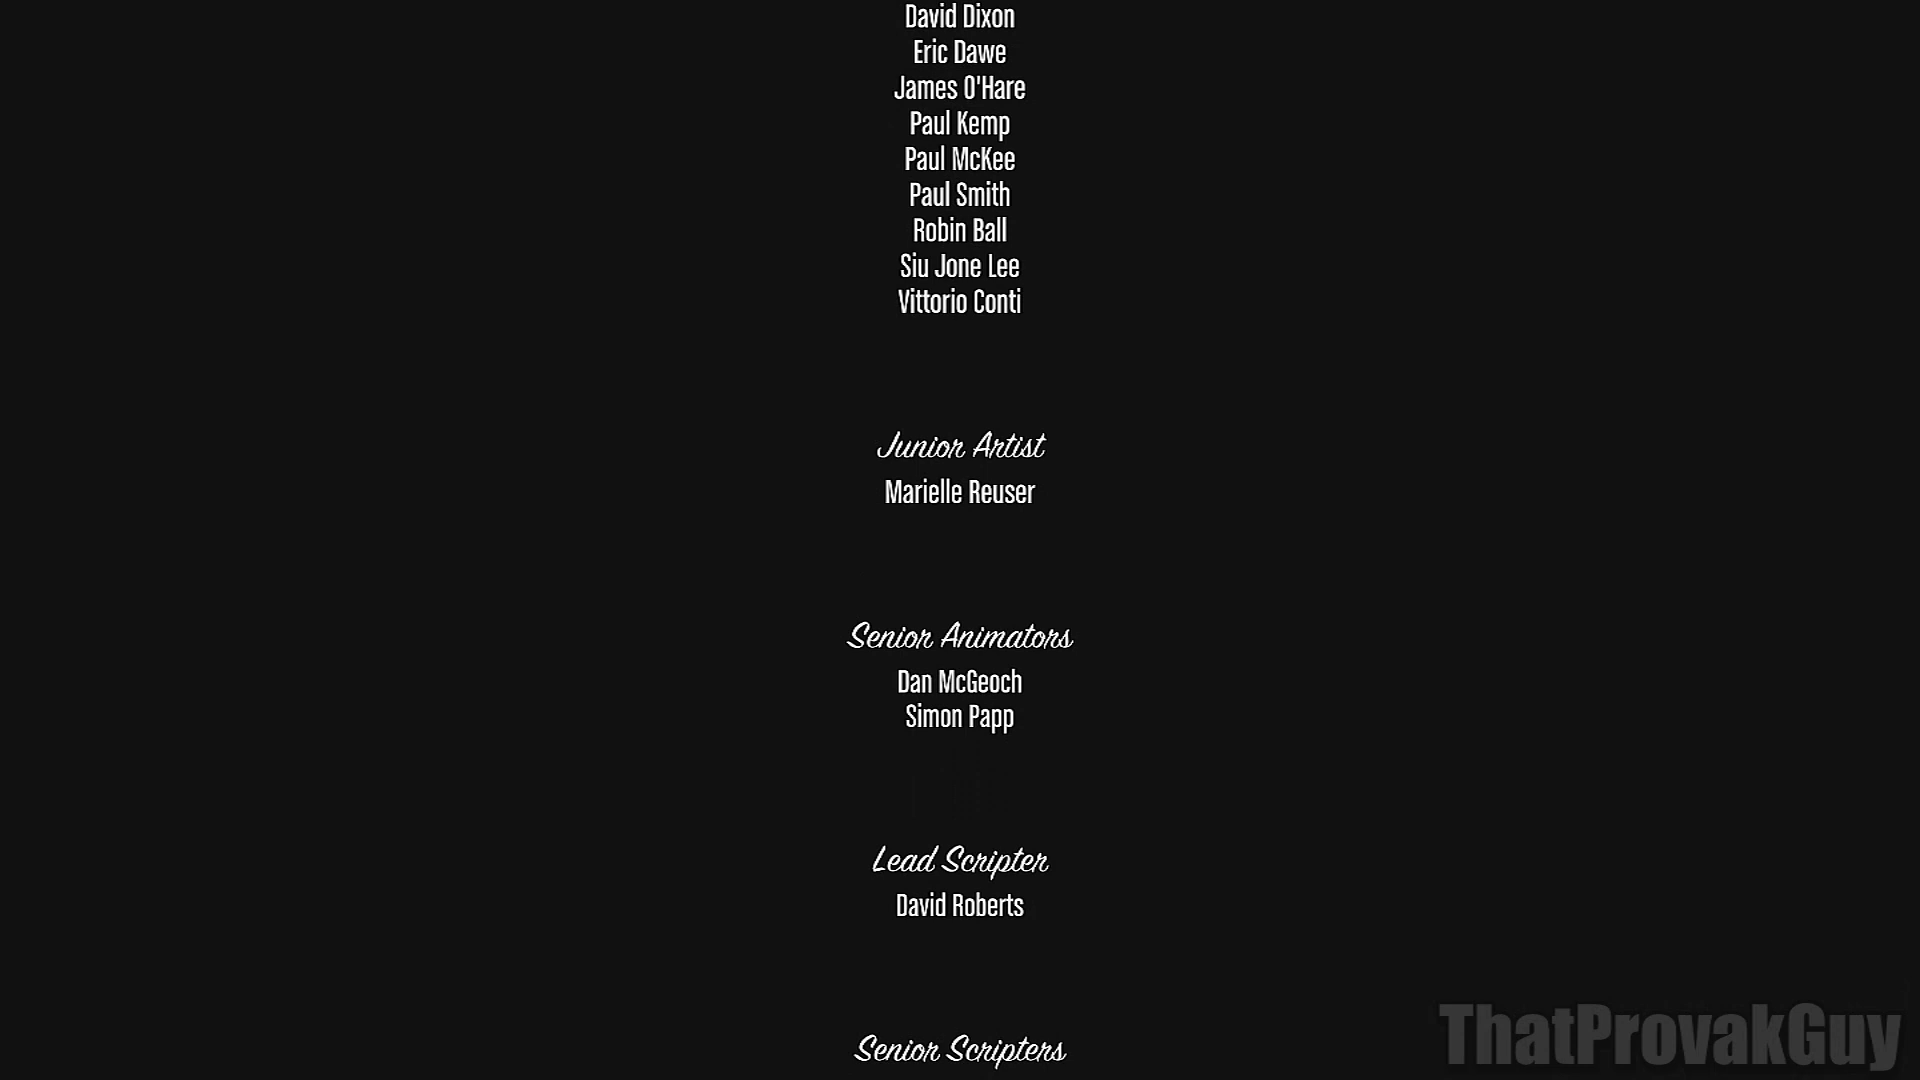 David Dixon
Eric Dawe
James O'Hare
Paul Kemp
Paul McKee
Paul Smith
Robin Ball
Siu Jone Lee
Vittorio Conti
Junior Artist
Marielle Reuser
Senior Animators
Dan McGeoch
Simon Papp
Lead Scripter
David Roberts
Senior Scripters
ThatProvakGuy